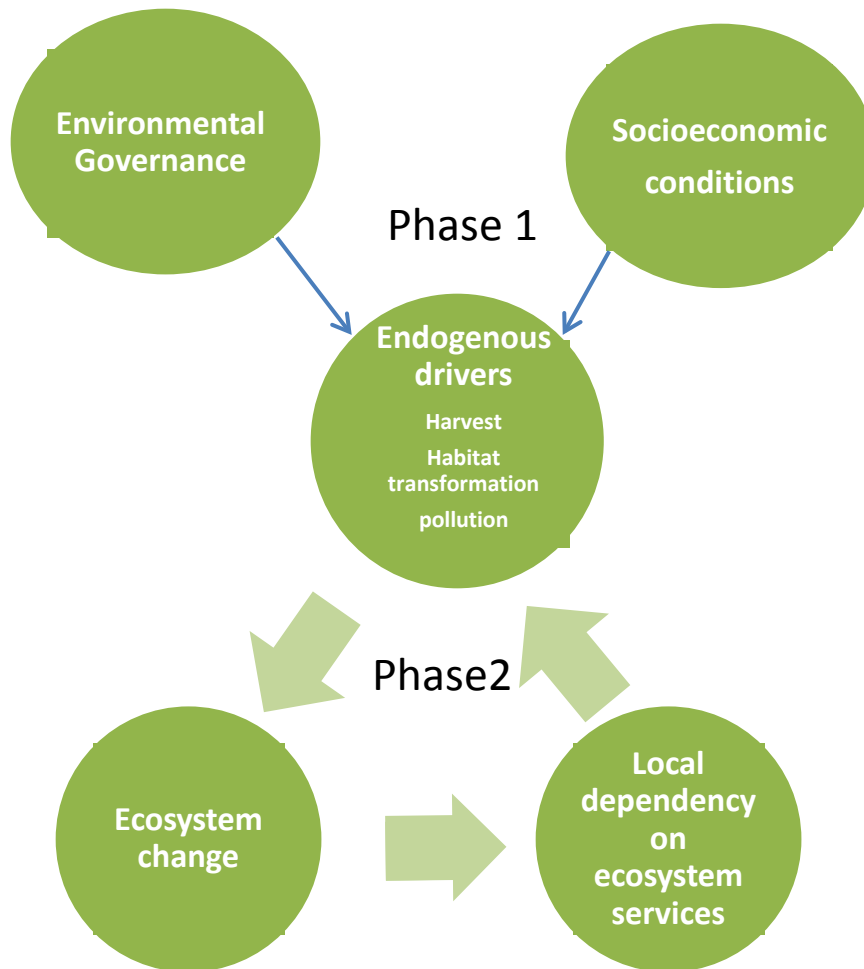 Environmental
Governance
Socioeconomic
conditions
Phase 1
Endogenous
drivers
Harvest
Habitat
transformation
pollution
Phase2
Ecosystem
change
Local
dependency
on
ecosystem
services